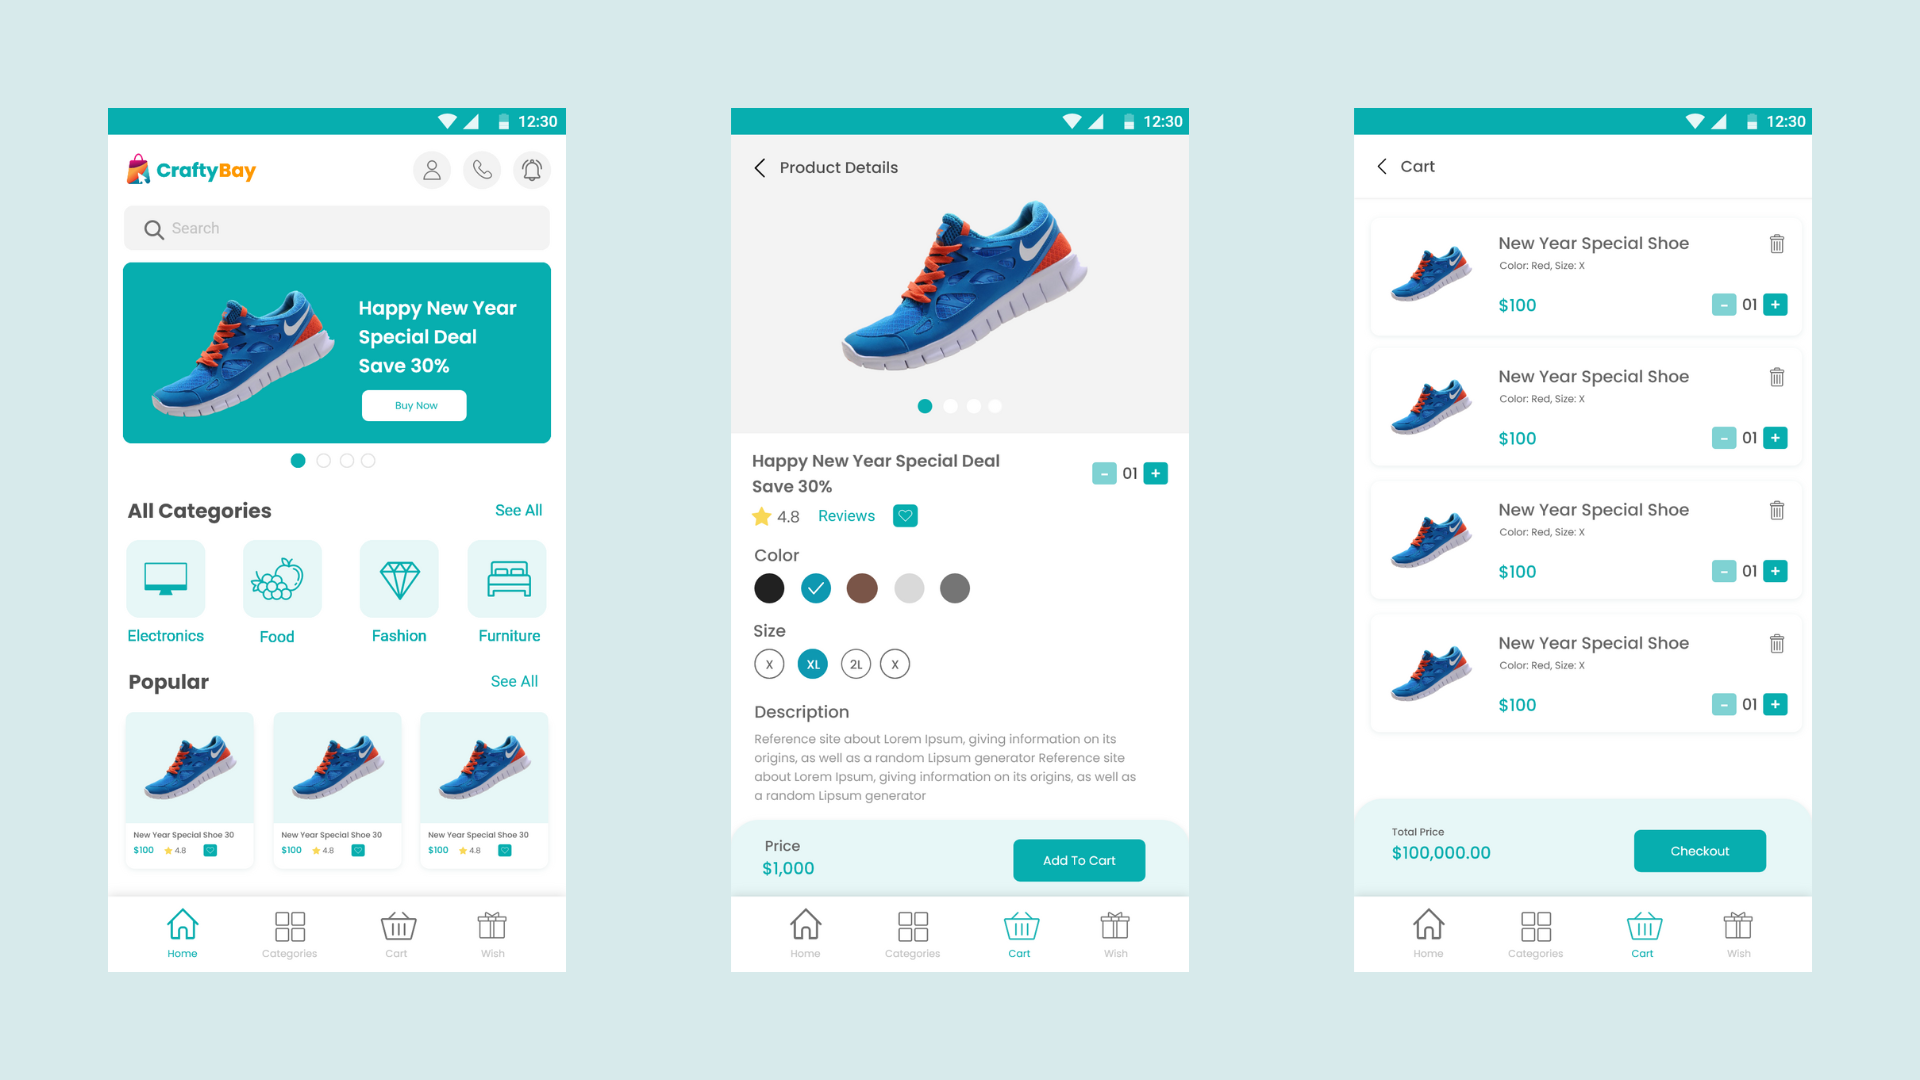 12:30
CraftyBay
Search
Happy New Year
Special Deal
Save 30%
Buy Now
All Categories
See All
Electronics
Food
Fashion
Furniture
Popular
See All
New Year Special Shoe 30
$100
4.8
New Year Special Shoe 30
$100
4.8
New Year Special Shoe 30
$100
4.8
Home
Categories
Cart
Wish
12:30
Product Details
Happy New Year Special Deal
Save 30%
- 01 +
4.8
Reviews
Color
Size
X
XL
2L
X
Description
Reference site about Lorem Ipsum, giving information on its
origins, as well as a random Lipsum generator Reference site
about Lorem Ipsum, giving information on its origins, as well as
a random Lipsum generator
Price
$1,000
Add To Cart
Home
Categories
Cart
Wish
12:30
Cart
New Year Special Shoe
Color: Red, Size: X
$100
- 01 +
New Year Special Shoe
Color: Red, Size: X
$100
- 01 +
New Year Special Shoe
Color: Red, Size: X
$100
- 01 +
New Year Special Shoe
Color: Red, Size: X
$100
- 01 +
Total Price
$100,000.00
Checkout
Home
Categories
Cart
Wish